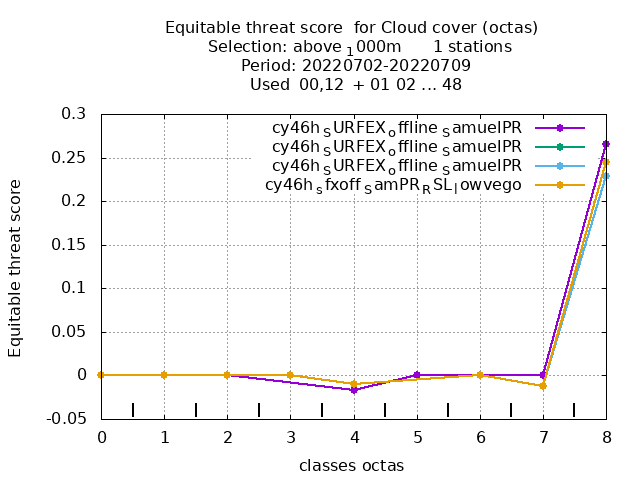 Equitable threat score  for Cloud cover (octas)
Selection: above 1000m      1 stations
Period: 20220702-20220709
Used  00,12  + 01 02 ... 48
cy46hSURFEXofflineSamuelPR
cy46hSURFEXofflineSamuelPR
cy46hSURFEXofflineSamuelPR
cy46hsfxoffSamPRRSLlowvego
Equitable threat score
0.3
0.25
0.2
0.15
0.1
0.05
0
-0.05
0 1 2 3 4 5 6 7 8
classes octas